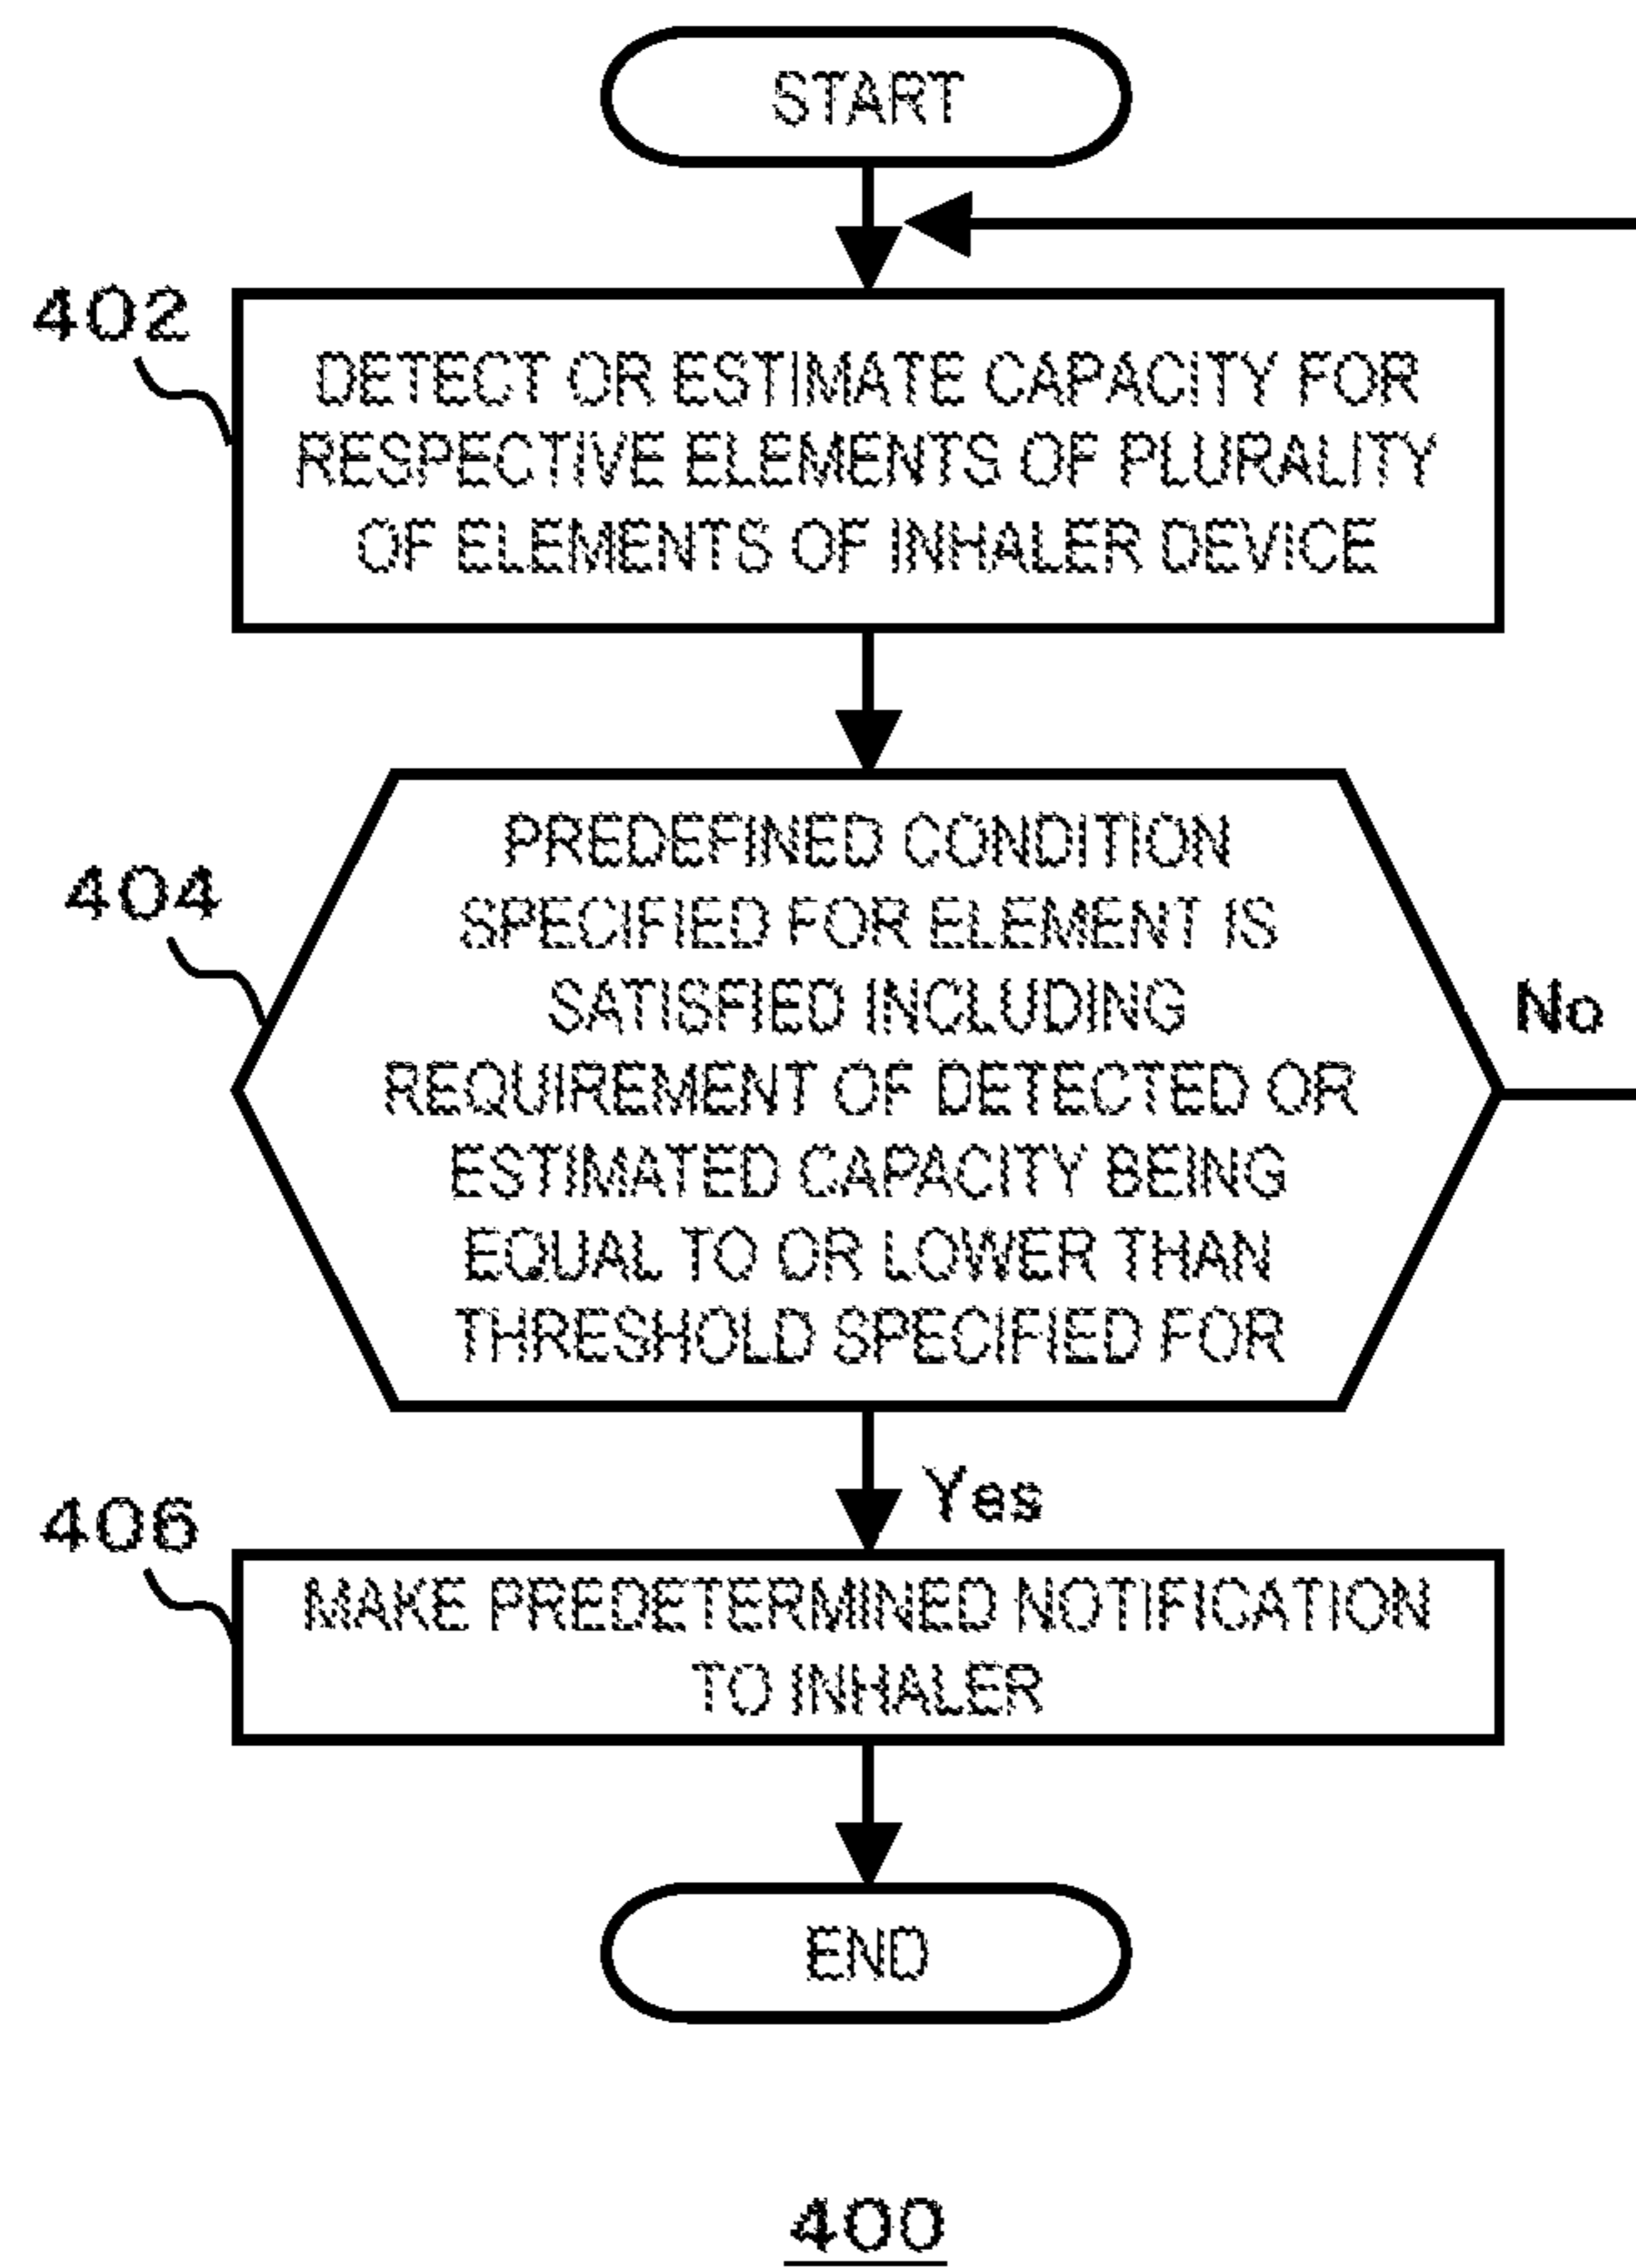 START
402
DETECT OR ESTIMATE CAPACITY FOR
RESPECTIVE ELEMENTS OF PLURALITY
OF ELEMENTS OF INHALER DEVICE
404
PREDEFINED CONDITION
SPECIFIED FOR ELEMENT IS
SATISFIED INCLUDING
REQUIREMENT OF DETECTED OR
ESTIMATED CAPACITY BEING
EQUAL TO OR LOWER THAN
THRESHOLD SPECIFIED FOR
No
Yes
406
MAKE PREDETERMINED NOTIFICATION
TO INHALER
END
400